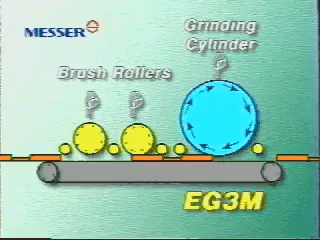 MESSER
Grinding
Cylinder
Brush Rollers
EG3M